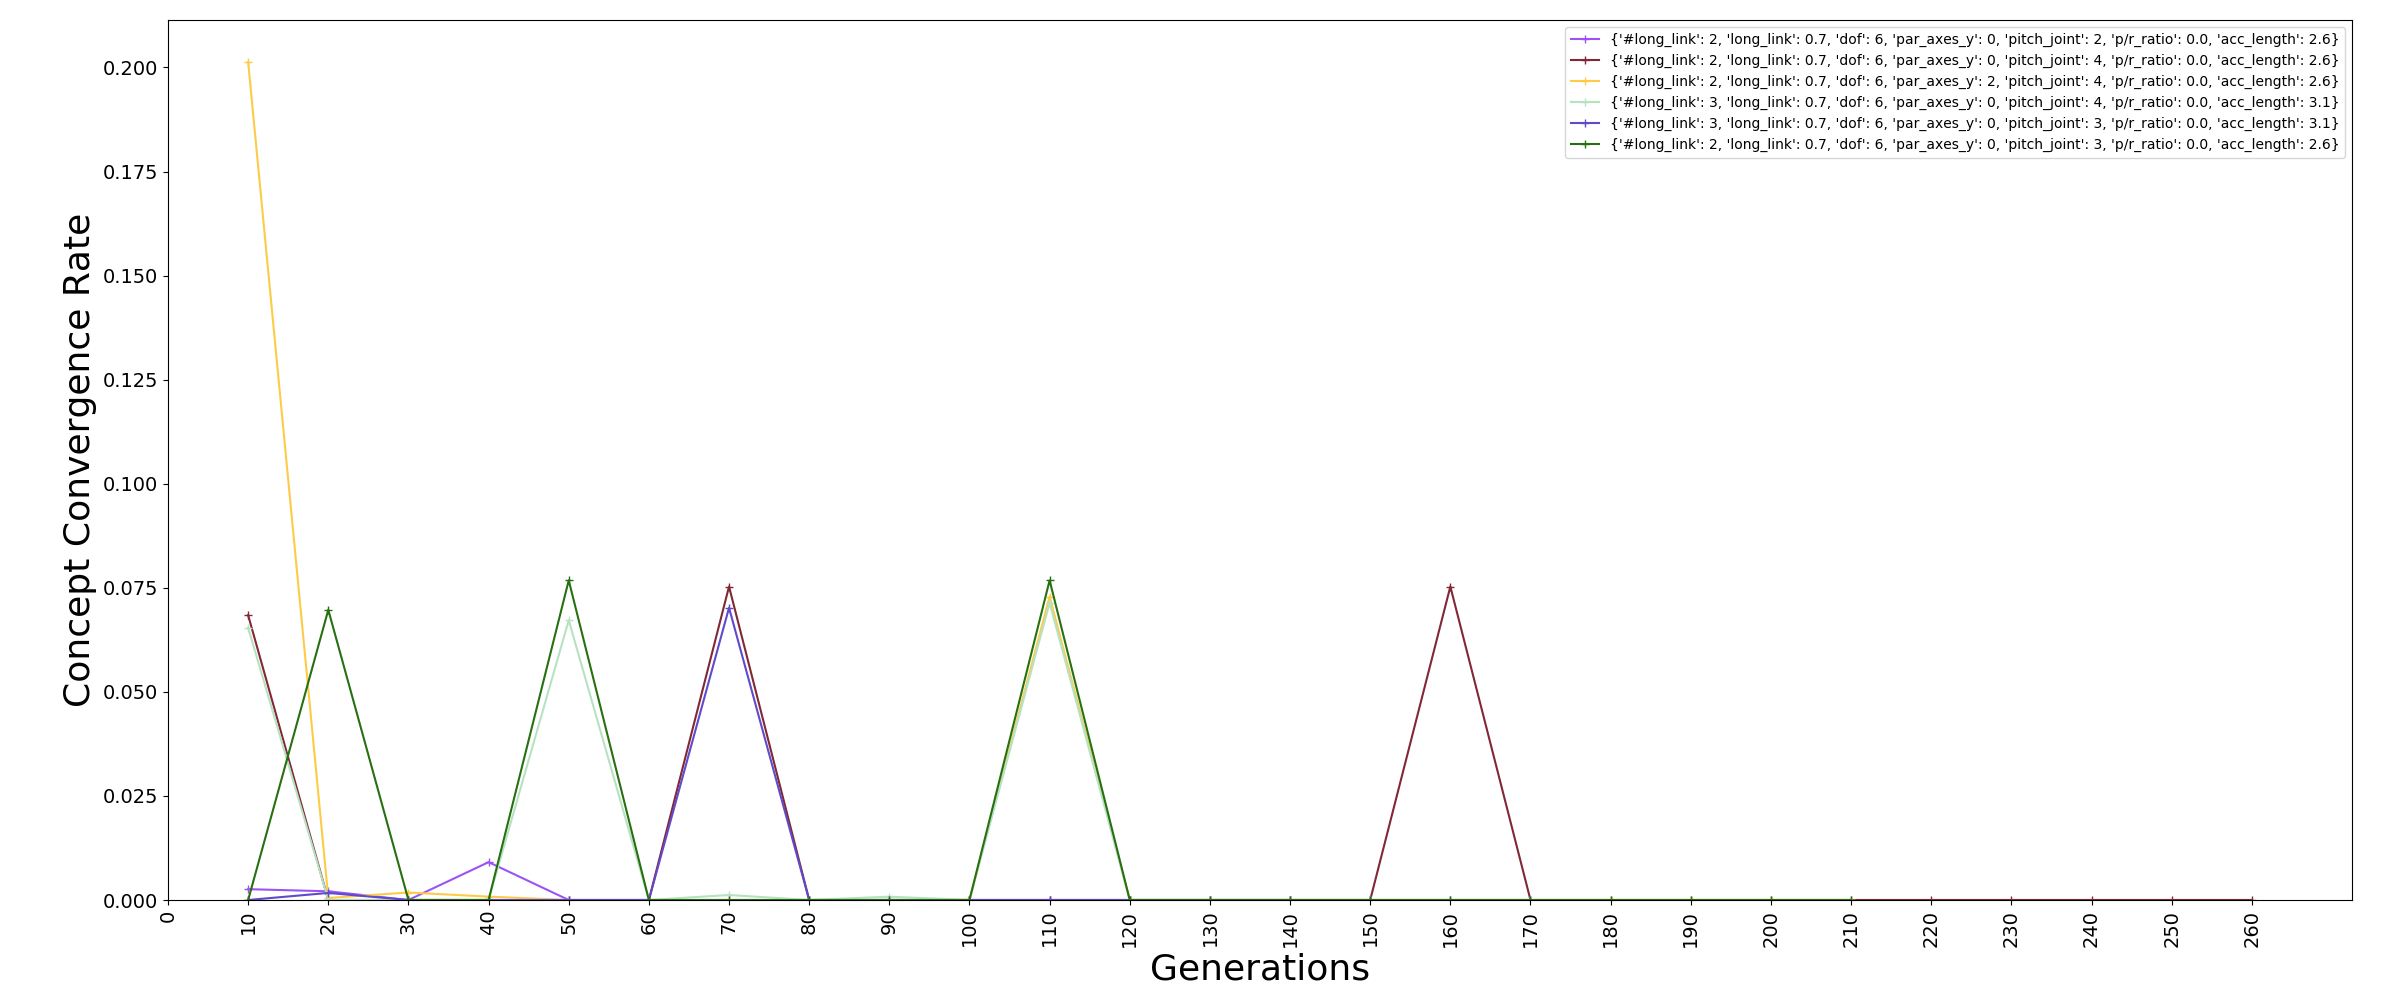 {'#long_link': 2, 'long_link': 0.7, 'dof': 6, 'par_axes_y': 0, 'pitch_joint': 2, 'p/r_ratio': 0.0, 'acc_length': 2.6}
{'#long_link': 2, 'long_link': 0.7, 'dof': 6, 'par_axes_y': 0, 'pitch_joint': 4, 'p/r_ratio': 0.0, 'acc_length': 2.6}
{'#long_link': 2, 'long_link': 0.7, 'dof': 6, 'par_axes_y': 2, 'pitch_joint': 4, 'p/r_ratio': 0.0, 'acc_length': 2.6}
{'#long_link': 3, 'long_link': 0.7, 'dof': 6, 'par_axes_y': 0, 'pitch_joint': 4, 'p/r_ratio': 0.0, 'acc_length': 3.1}
{'#long_link': 3, 'long_link': 0.7, 'dof': 6, 'par_axes_y': 0, 'pitch_joint': 3, 'p/r_ratio': 0.0, 'acc_length': 3.1}
{'#long_link': 2, 'long_link': 0.7, 'dof': 6, 'par_axes_y': 0, 'pitch_joint': 3, 'p/r_ratio': 0.0, 'acc_length': 2.6}
Concept Convergence Rate
0.200
0.175
0.150
0.125
0.100
0.075
0.050
0.025
0.000
0 10 20 30 40 50 60 70 80 90 100 110 120 130 140 150 160 170 180 190 200 210 220 230 240 250 260
Generations